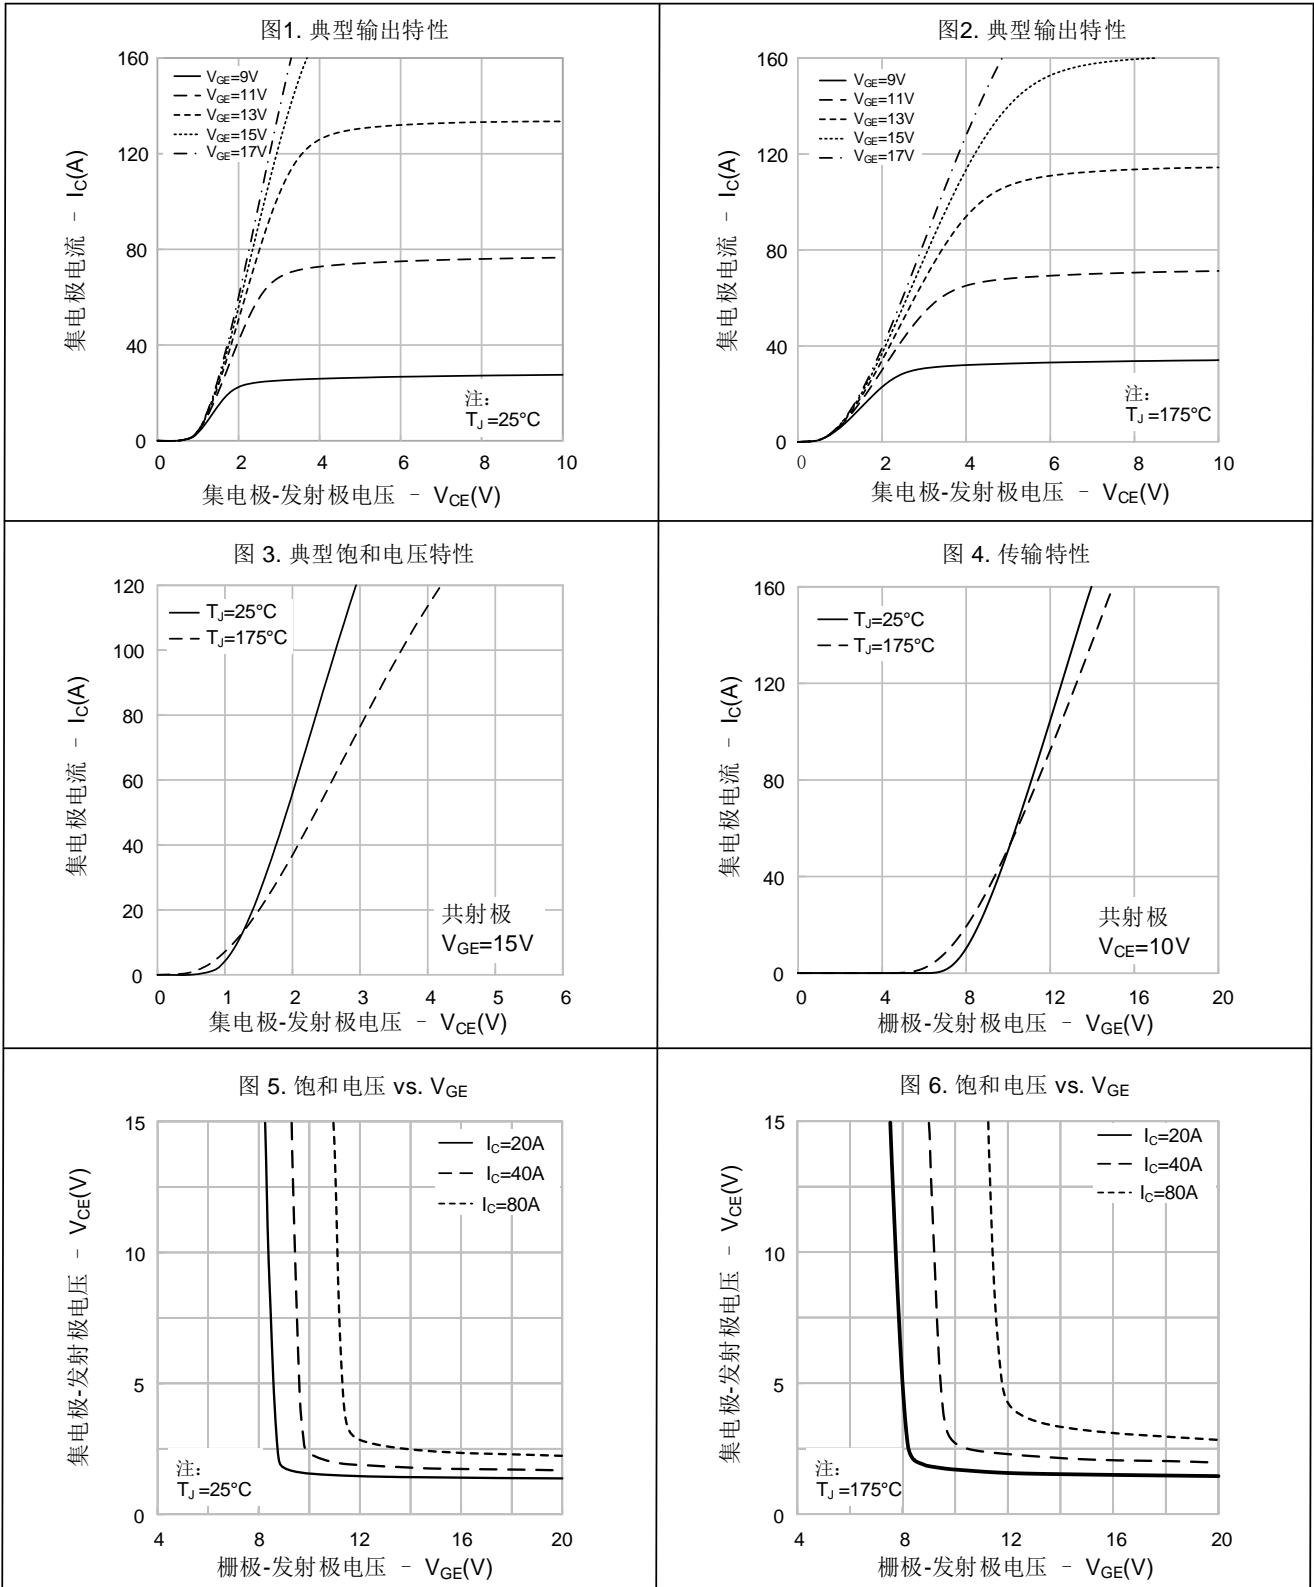 图1. 典型输出特性
160
120
80
40
0
集电极电流 － IC(A)
VGE=9V
VGE=11V
VGE=13V
VGE=15V
VGE=17V
注：
TJ =25°C
0 2 4 6 8 10
集电极-发射极电压 － VCE(V)
图2. 典型输出特性
160
120
80
40
0
集电极电流 － IC(A)
VGE=9V
VGE=11V
VGE=13V
VGE=15V
VGE=17V
注：
TJ =175°C
0 2 4 6 8 10
集电极-发射极电压 － VCE(V)
图 3. 典型饱和电压特性
120
100
80
60
40
20
0
集电极电流 － IC(A)
TJ=25°C
TJ=175°C
共射极
VGE=15V
0 1 2 3 4 5 6
集电极-发射极电压 － VCE(V)
图 4. 传输特性
160
120
80
40
0
集电极电流 － IC(A)
TJ=25°C
TJ=175°C
共射极
VCE=10V
0 4 8 12 16 20
栅极-发射极电压 － VGE(V)
图 5. 饱和电压 vs. VGE
15
10
5
0
集电极-发射极电压 － VCE(V)
IC=20A
IC=40A
IC=80A
注：
TJ =25°C
4 8 12 16 20
栅极-发射极电压 － VGE(V)
图 6. 饱和电压 vs. VGE
15
10
5
0
集电极-发射极电压 － VCE(V)
IC=20A
IC=40A
IC=80A
注：
TJ =175°C
4 8 12 16 20
栅极-发射极电压 － VGE(V)